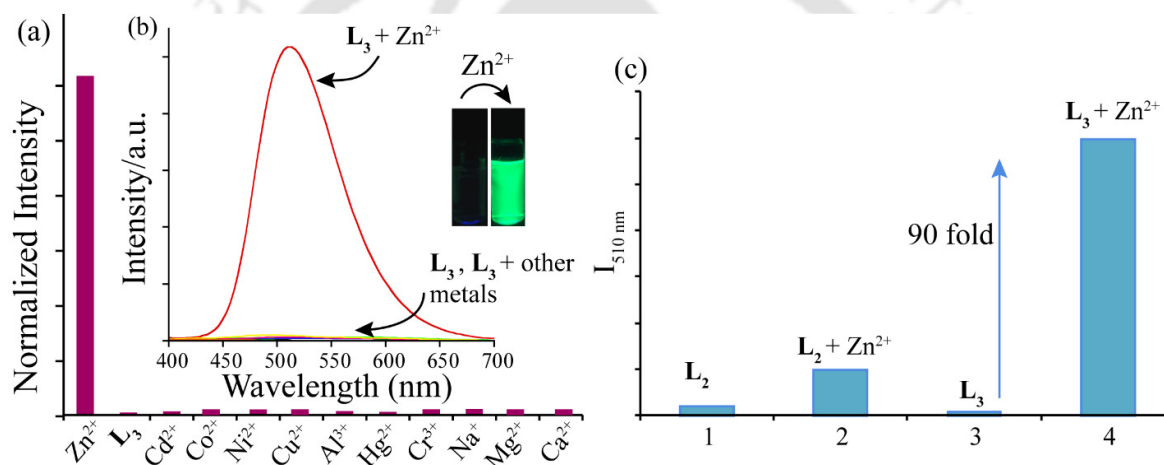 (a)
Normalized Intensity
Zn²⁺
L₃
Cd²⁺
Co²⁺
Ni²⁺
Cu²⁺
Al³⁺
Hg²⁺
Cr³⁺
Na⁺
Mg²⁺
Ca²⁺
(b)
Intensity/a.u.
L₃ + Zn²⁺
Zn²⁺
L₃, L₃ + other
metals
400 450 500 550 600 650 700
Wavelength (nm)
(c)
I₅₁₀ ₙₘ
L₂
L₂ + Zn²⁺
L₃
L₃ + Zn²⁺
90 fold
1 2 3 4